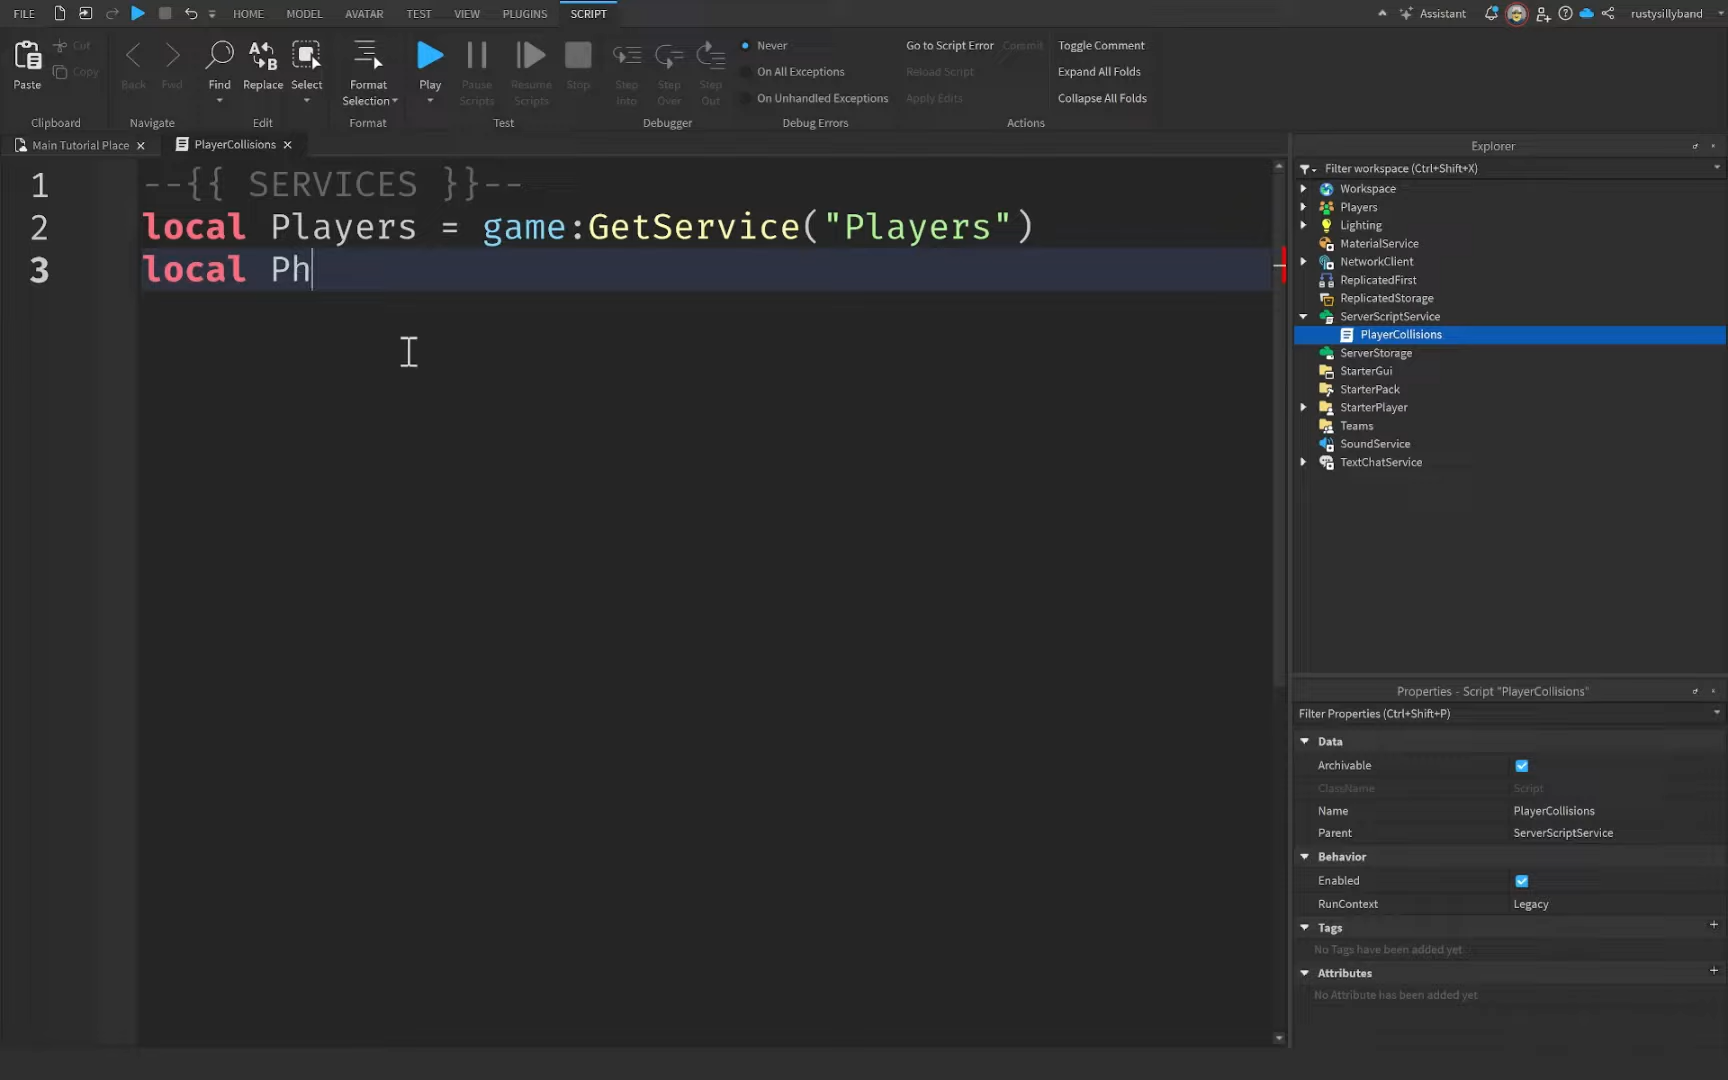 FILE HOME MODEL AVATAR TEST VIEW PLUGINS SCRIPT Assistant rustysillyband
Paste Cut Copy Clipboard
Back Fwd Navigate
Find Replace Select Edit
Format Selection Format
Play Pause Scripts Resume Scripts Stop Test
Step Into Step Over Step Out Debugger
Never
On All Exceptions
On Unhandled Exceptions
Debug Errors
Go to Script Error Commit
Reload Script
Apply Edits
Toggle Comment
Expand All Folds
Collapse All Folds
Actions
Main Tutorial Place PlayerCollisions
1 --{{ SERVICES }}--
2 local Players = game:GetService("Players")
3 local Ph
Explorer
Filter workspace (Ctrl+Shift+X)
Workspace
Players
Lighting
MaterialService
NetworkClient
ReplicatedFirst
ReplicatedStorage
ServerScriptService
PlayerCollisions
ServerStorage
StarterGui
StarterPack
StarterPlayer
Teams
SoundService
TextChatService
Properties - Script "PlayerCollisions"
Filter Properties (Ctrl+Shift+P)
Data
Archivable
ClassName Script
Name PlayerCollisions
Parent ServerScriptService
Behavior
Enabled
RunContext Legacy
Tags
No Tags have been added yet
Attributes
No Attribute has been added yet